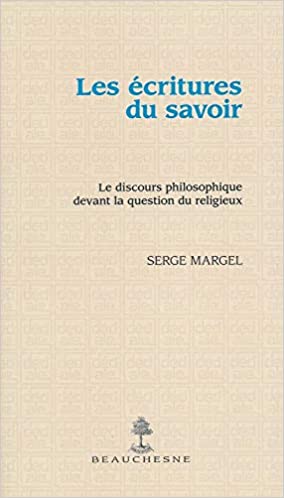 Les écritures
du savoir
Le discours philosophique
devant la question du religieux
SERGE MARGEL
BEAUCHESNE